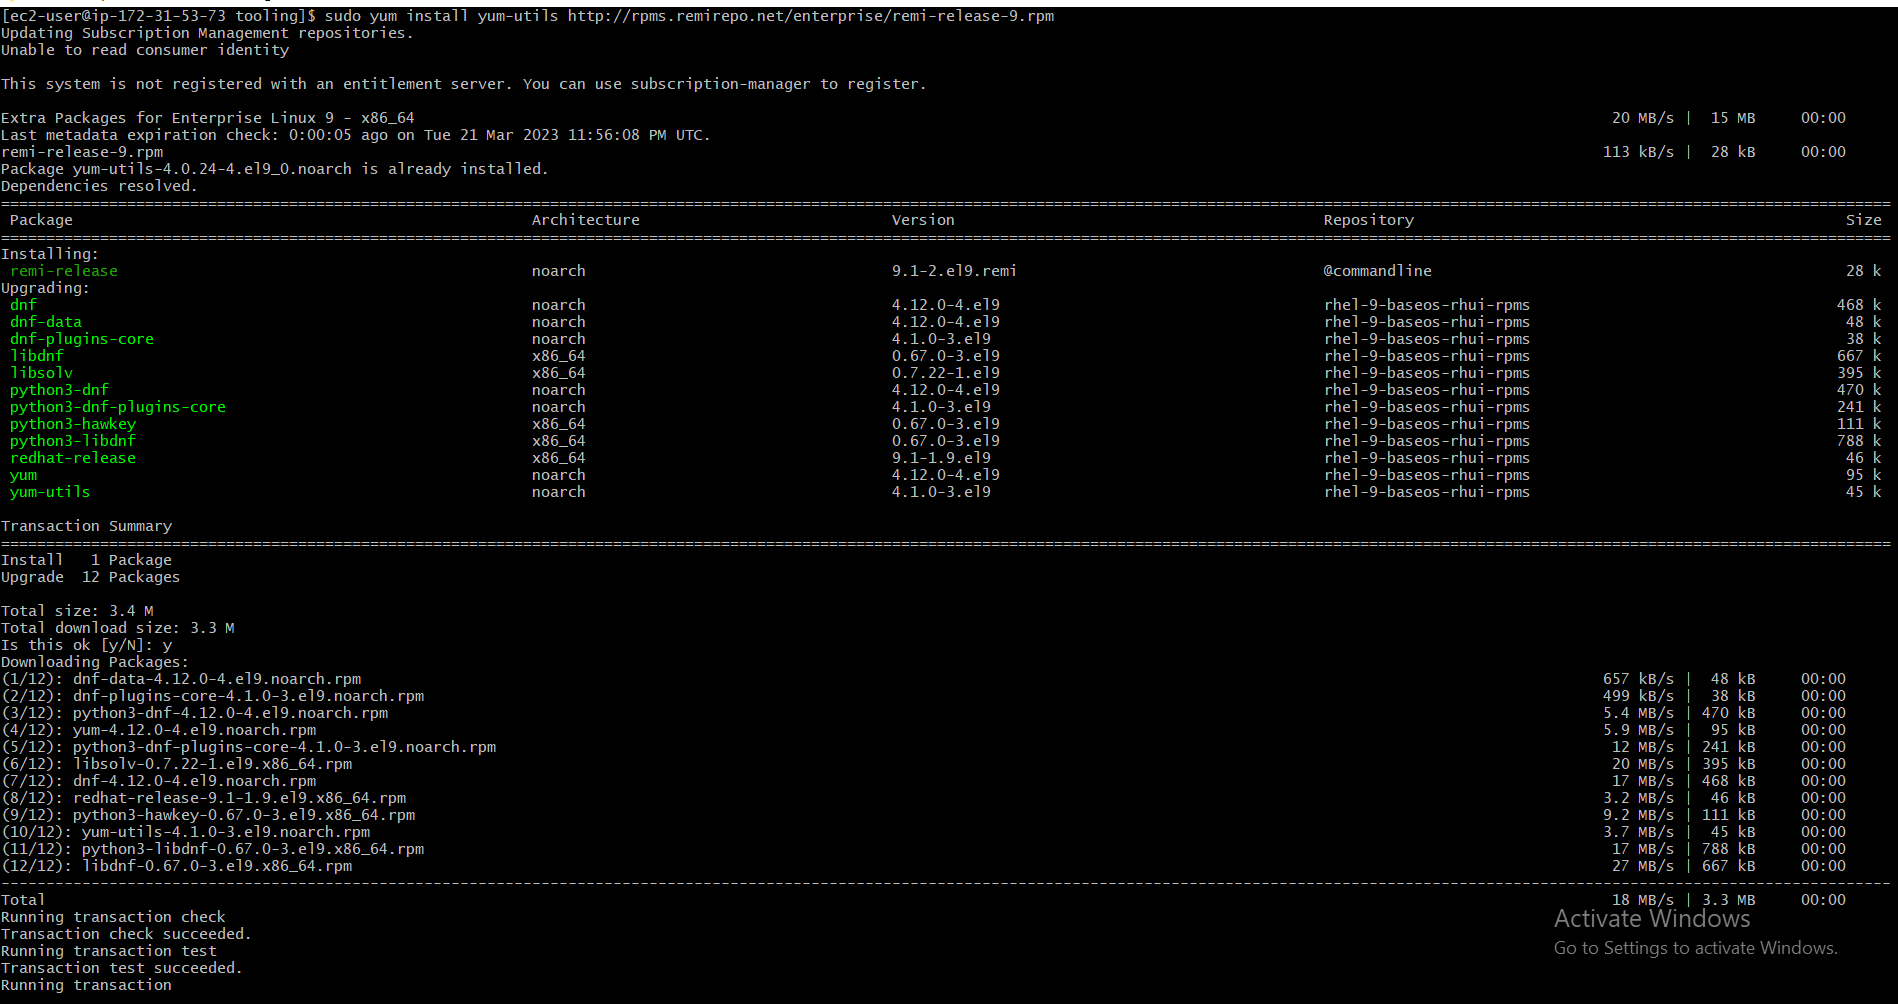 [ec2-user@ip-172-31-53-73 tooling]$ sudo yum install yum-utils http://rpms.remirepo.net/enterprise/remi-release-9.rpm
Updating Subscription Management repositories.
Unable to read consumer identity
This system is not registered with an entitlement server. You can use subscription-manager to register.
Extra Packages for Enterprise Linux 9 - x86_64 20 MB/s | 15 MB 00:00
Last metadata expiration check: 0:00:05 ago on Tue 21 Mar 2023 11:56:08 PM UTC.
remi-release-9.rpm 113 kB/s | 28 kB 00:00
Package yum-utils-4.0.24-4.el9_0.noarch is already installed.
Dependencies resolved.
Package Architecture Version Repository Size
Installing:
remi-release noarch 9.1-2.el9.remi @commandline 28 k
Upgrading:
dnf noarch 4.12.0-4.el9 rhel-9-baseos-rhui-rpms 468 k
dnf-data noarch 4.12.0-4.el9 rhel-9-baseos-rhui-rpms 48 k
dnf-plugins-core noarch 4.1.0-3.el9 rhel-9-baseos-rhui-rpms 38 k
libdnf x86_64 0.67.0-3.el9 rhel-9-baseos-rhui-rpms 667 k
libsolv x86_64 0.7.22-1.el9 rhel-9-baseos-rhui-rpms 395 k
python3-dnf noarch 4.12.0-4.el9 rhel-9-baseos-rhui-rpms 470 k
python3-dnf-plugins-core noarch 4.1.0-3.el9 rhel-9-baseos-rhui-rpms 241 k
python3-hawkey x86_64 0.67.0-3.el9 rhel-9-baseos-rhui-rpms 111 k
python3-libdnf x86_64 0.67.0-3.el9 rhel-9-baseos-rhui-rpms 788 k
redhat-release x86_64 9.1-1.9.el9 rhel-9-baseos-rhui-rpms 46 k
yum noarch 4.12.0-4.el9 rhel-9-baseos-rhui-rpms 95 k
yum-utils noarch 4.1.0-3.el9 rhel-9-baseos-rhui-rpms 45 k
Transaction Summary
Install 1 Package
Upgrade 12 Packages
Total size: 3.4 M
Total download size: 3.3 M
Is this ok [y/N]: y
Downloading Packages:
(1/12): dnf-data-4.12.0-4.el9.noarch.rpm 657 kB/s | 48 kB 00:00
(2/12): dnf-plugins-core-4.1.0-3.el9.noarch.rpm 499 kB/s | 38 kB 00:00
(3/12): python3-dnf-4.12.0-4.el9.noarch.rpm 5.4 MB/s | 470 kB 00:00
(4/12): yum-4.12.0-4.el9.noarch.rpm 5.9 MB/s | 95 kB 00:00
(5/12): python3-dnf-plugins-core-4.1.0-3.el9.noarch.rpm 12 MB/s | 241 kB 00:00
(6/12): libsolv-0.7.22-1.el9.x86_64.rpm 20 MB/s | 395 kB 00:00
(7/12): dnf-4.12.0-4.el9.noarch.rpm 17 MB/s | 468 kB 00:00
(8/12): redhat-release-9.1-1.9.el9.x86_64.rpm 3.2 MB/s | 46 kB 00:00
(9/12): python3-hawkey-0.67.0-3.el9.x86_64.rpm 9.2 MB/s | 111 kB 00:00
(10/12): yum-utils-4.1.0-3.el9.noarch.rpm 3.7 MB/s | 45 kB 00:00
(11/12): python3-libdnf-0.67.0-3.el9.x86_64.rpm 17 MB/s | 788 kB 00:00
(12/12): libdnf-0.67.0-3.el9.x86_64.rpm 27 MB/s | 667 kB 00:00
Total 18 MB/s | 3.3 MB 00:00
Running transaction check
Transaction check succeeded.
Running transaction test
Transaction test succeeded.
Running transaction
Activate Windows
Go to Settings to activate Windows.